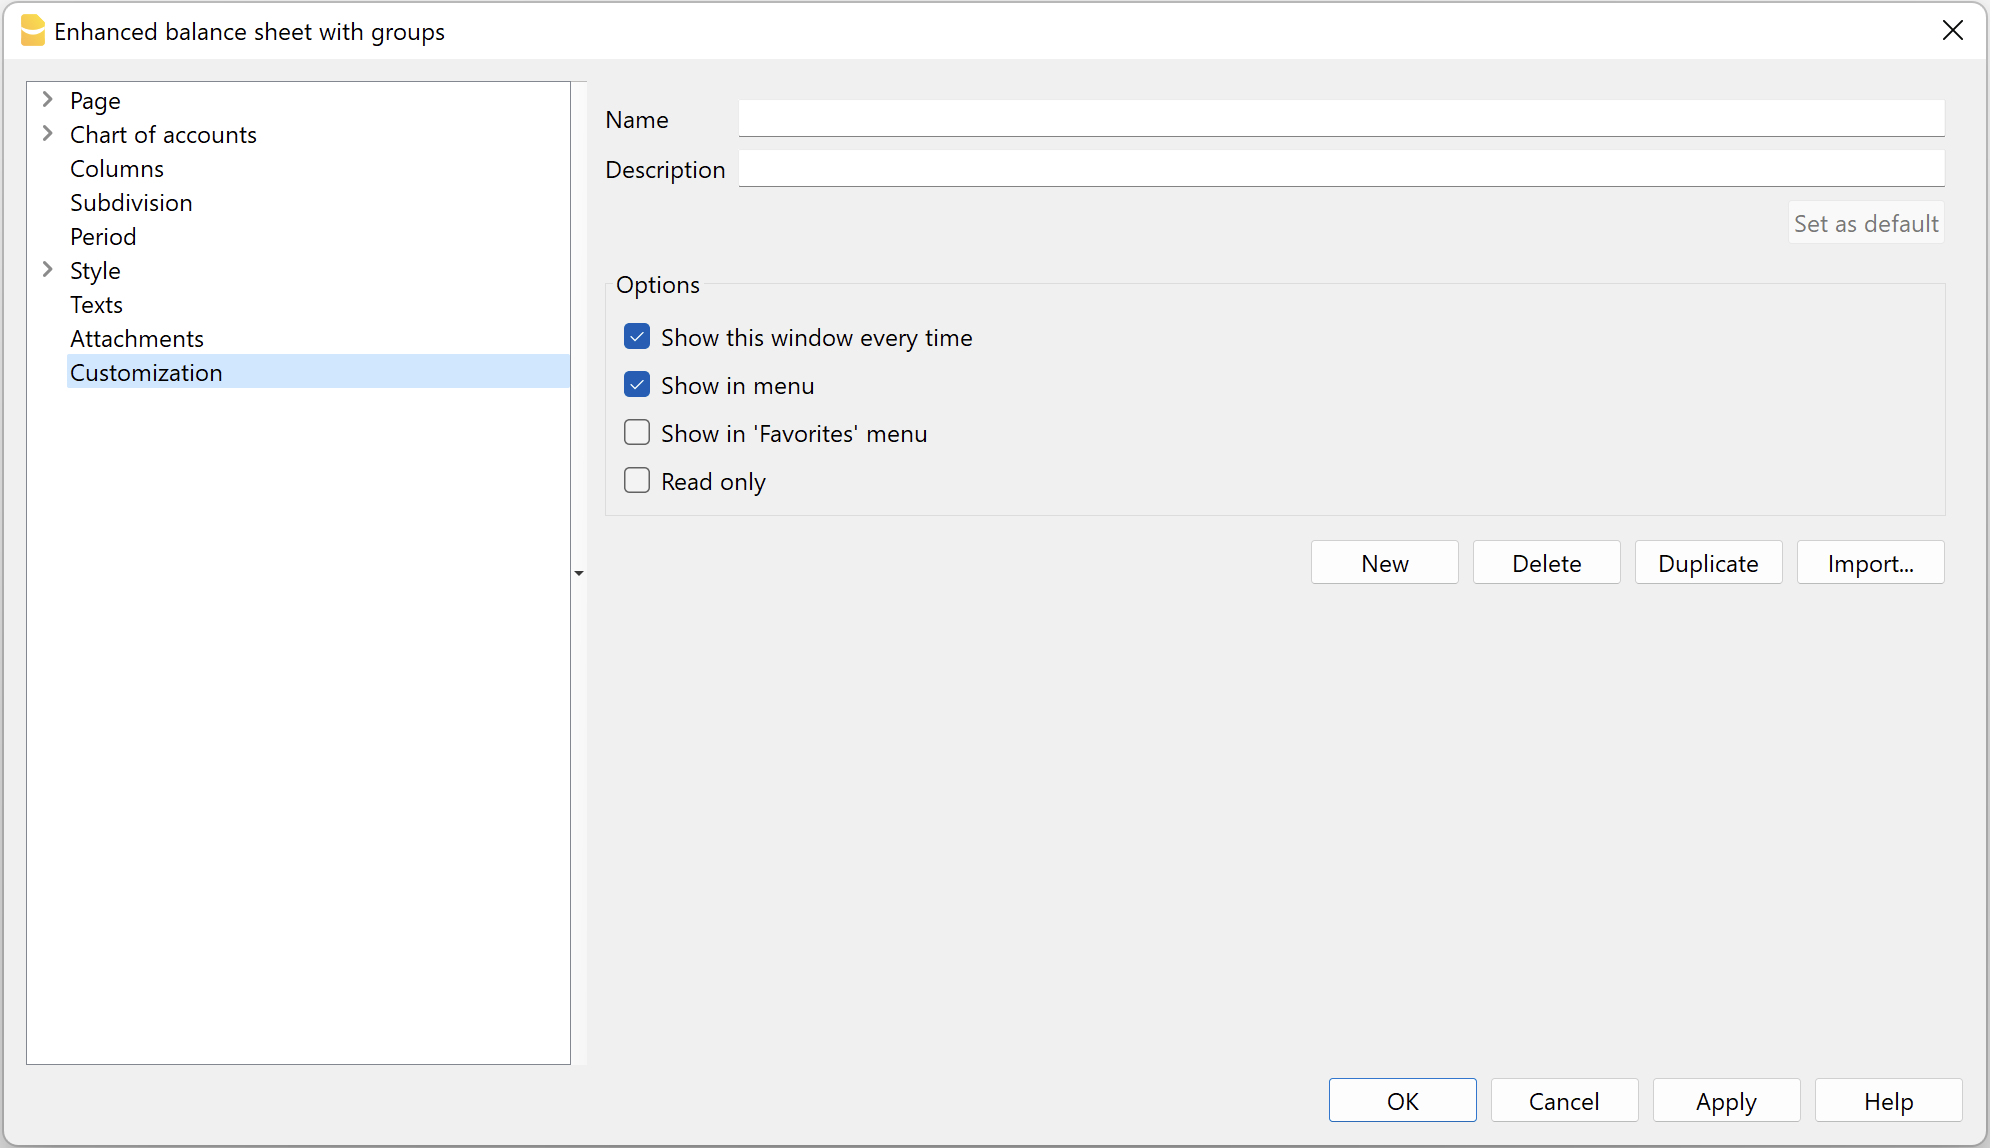 Enhanced balance sheet with groups
Page
Chart of accounts
Columns
Subdivision
Period
Style
Texts
Attachments
Customization
Name
Description
Set as default
Options
Show this window every time
Show in menu
Show in 'Favorites' menu
Read only
New Delete Duplicate Import...
OK Cancel Apply Help